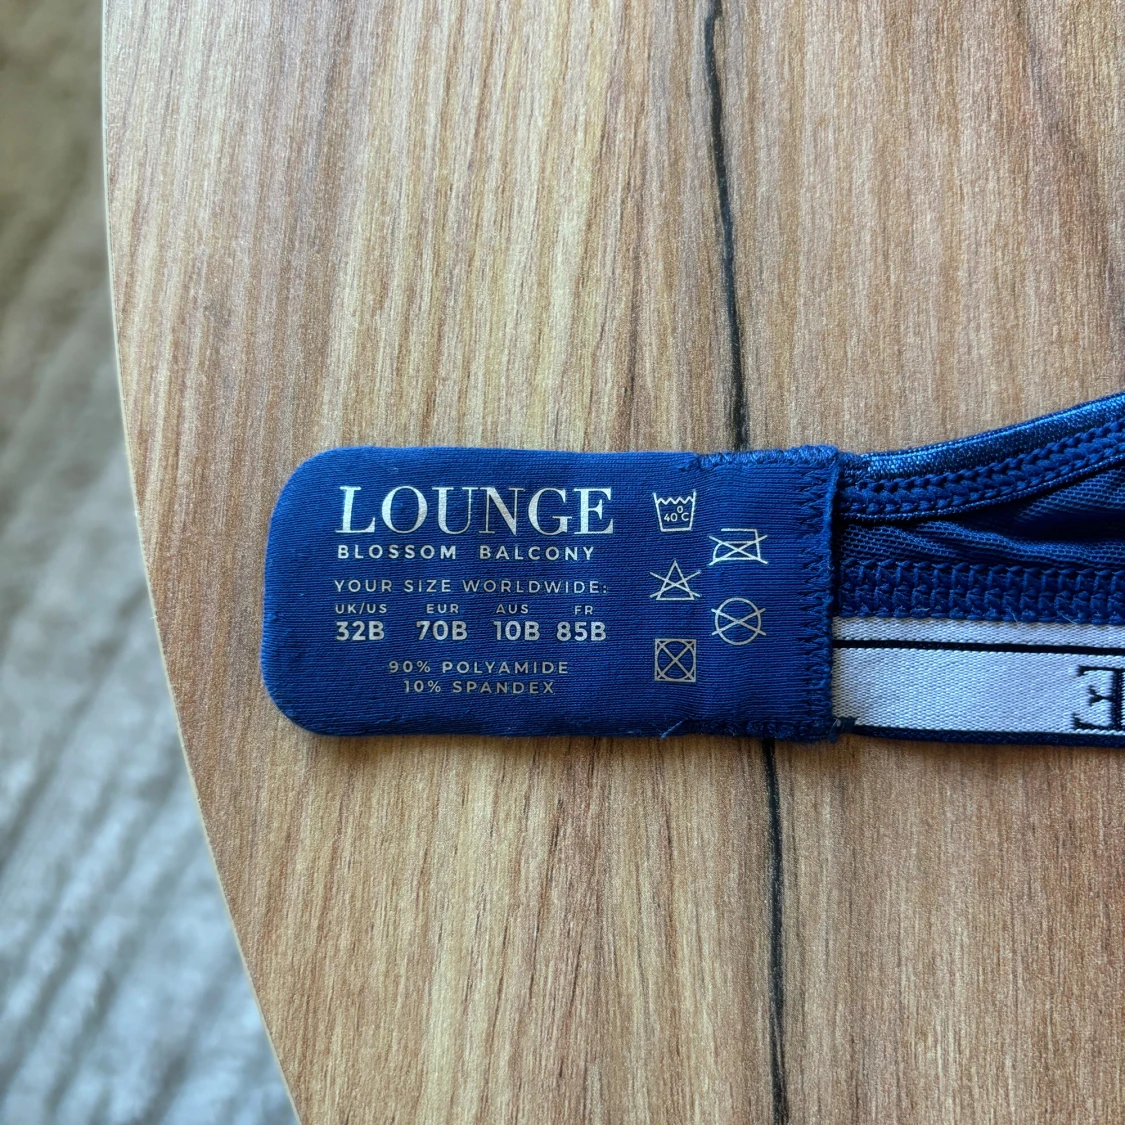 LOUNGE
BLOSSOM BALCONY
YOUR SIZE WORLDWIDE:
UK/US EUR AUS FR
32B 70B 10B 85B
90% POLYAMIDE
10% SPANDEX
40°C
E